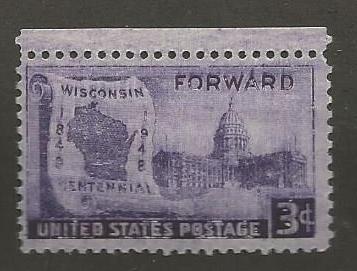 FORWARD
WISCONSIN
1848
1948
CENTENNIAL
UNITED STATES POSTAGE 3¢